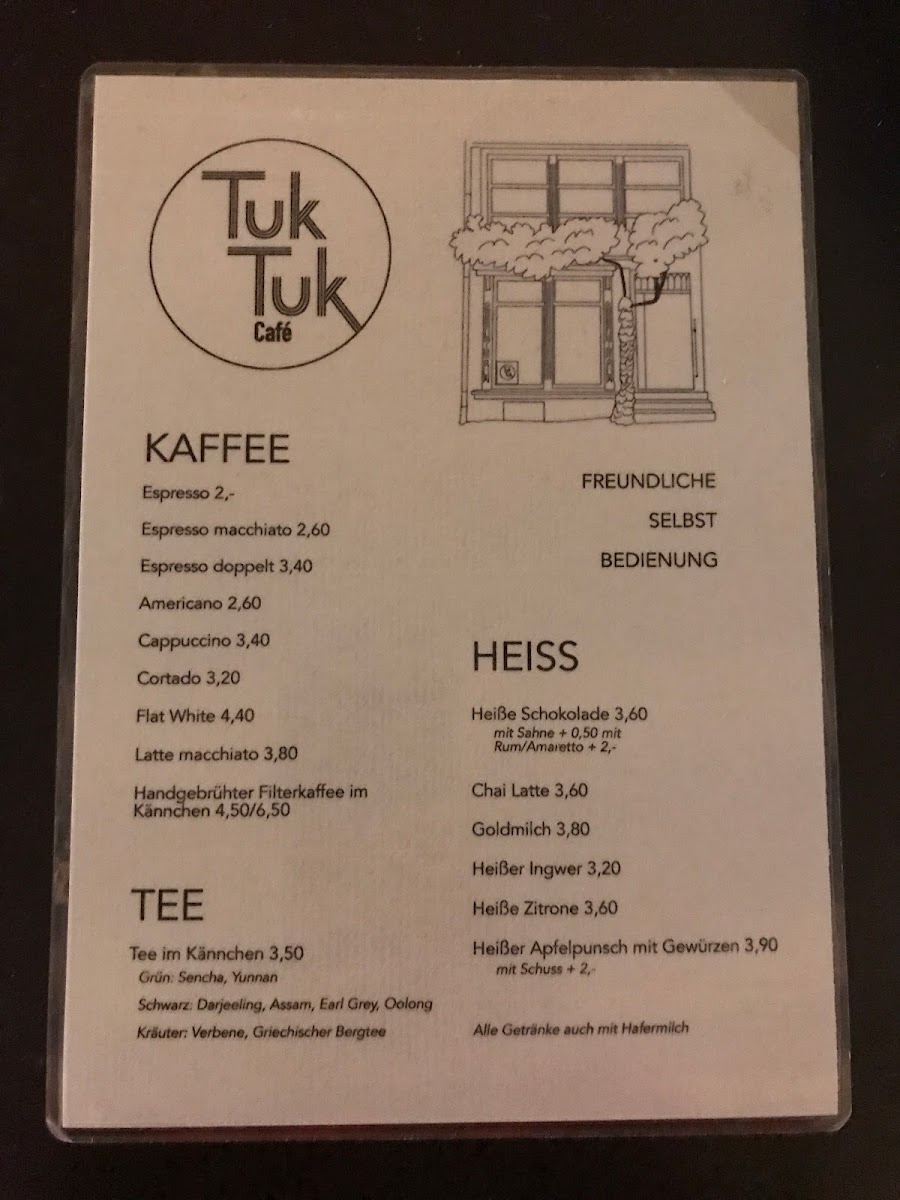 Tuk
Tuk
Café
KAFFEE
Espresso 2,-
Espresso macchiato 2,60
Espresso doppelt 3,40
Americano 2,60
Cappuccino 3,40
Cortado 3,20
Flat White 4,40
Latte macchiato 3,80
Handgebrühter Filterkaffee im
Kännchen 4,50/6,50
TEE
Tee im Kännchen 3,50
Grün: Sencha, Yunnan
Schwarz: Darjeeling, Assam, Earl Grey, Oolong
Kräuter: Verbene, Griechischer Bergtee
FREUNDLICHE
SELBST
BEDIENUNG
HEISS
Heiße Schokolade 3,60
mit Sahne + 0,50 mit
Rum/Amaretto + 2,-
Chai Latte 3,60
Goldmilch 3,80
Heißer Ingwer 3,20
Heiße Zitrone 3,60
Heißer Apfelpunsch mit Gewürzen 3,90
mit Schuss + 2,-
Alle Getränke auch mit Hafermilch